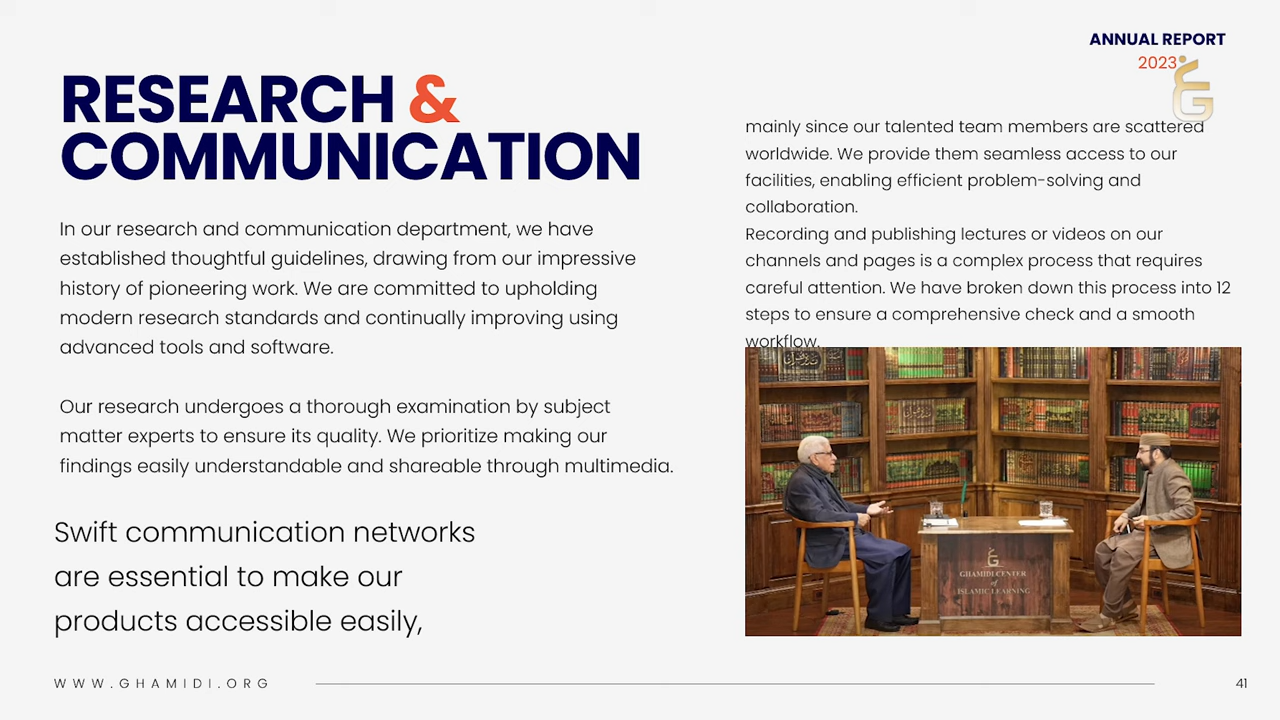 ANNUAL REPORT
2023
RESEARCH &
COMMUNICATION
In our research and communication department, we have
established thoughtful guidelines, drawing from our impressive
history of pioneering work. We are committed to upholding
modern research standards and continually improving using
advanced tools and software.
Our research undergoes a thorough examination by subject
matter experts to ensure its quality. We prioritize making our
findings easily understandable and shareable through multimedia.
Swift communication networks
are essential to make our
products accessible easily,
mainly since our talented team members are scattered
worldwide. We provide them seamless access to our
facilities, enabling efficient problem-solving and
collaboration.
Recording and publishing lectures or videos on our
channels and pages is a complex process that requires
careful attention. We have broken down this process into 12
steps to ensure a comprehensive check and a smooth
workflow.
GHAMIDI CENTER
of
ISLAMIC LEARNING
WWW.GHAMIDI.ORG
41